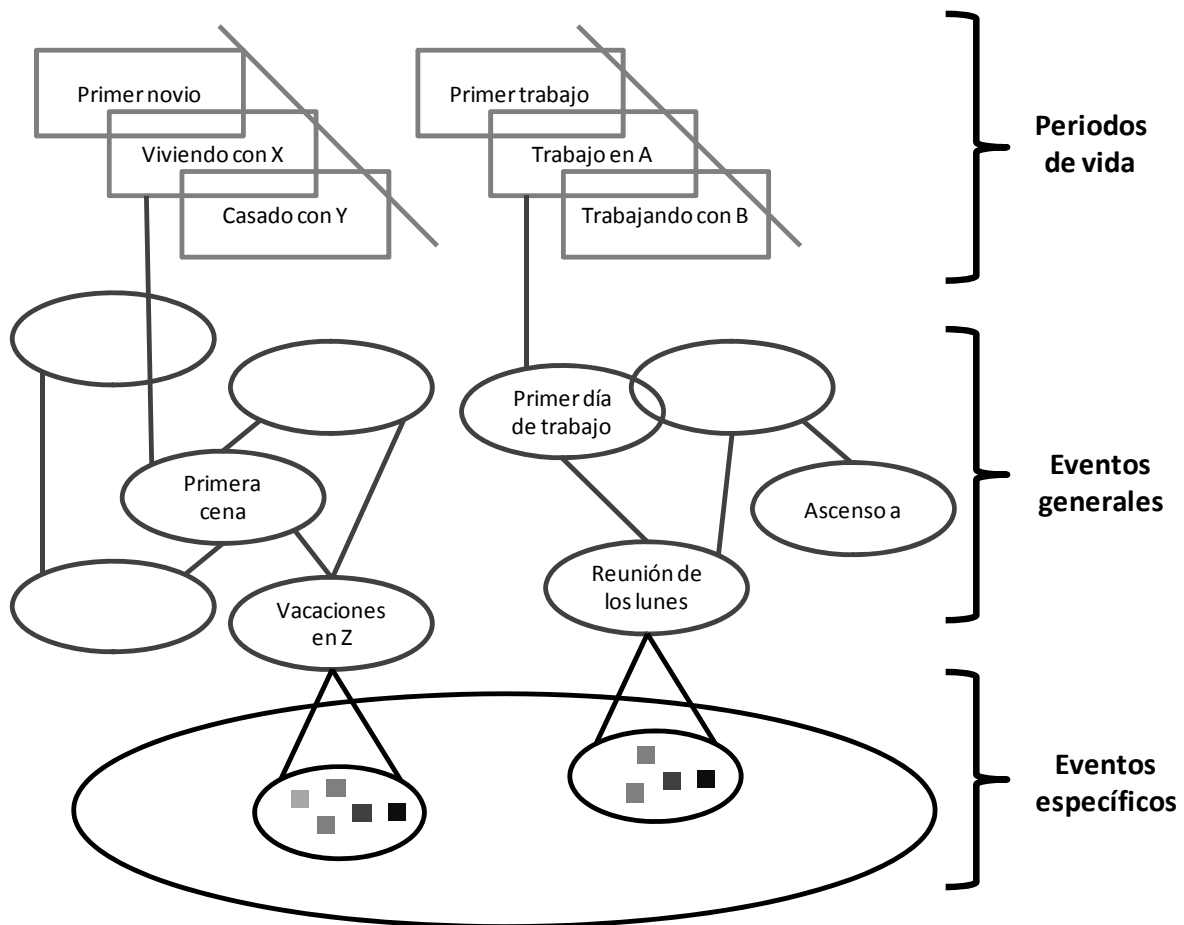 Primer novio
Viviendo con X
Casado con Y
Primer trabajo
Trabajo en A
Trabajando con B
Periodos
de vida
Primera
cena
Vacaciones
en Z
Primer día
de trabajo
Reunión de
los lunes
Ascenso a
Eventos
generales
Eventos
específicos